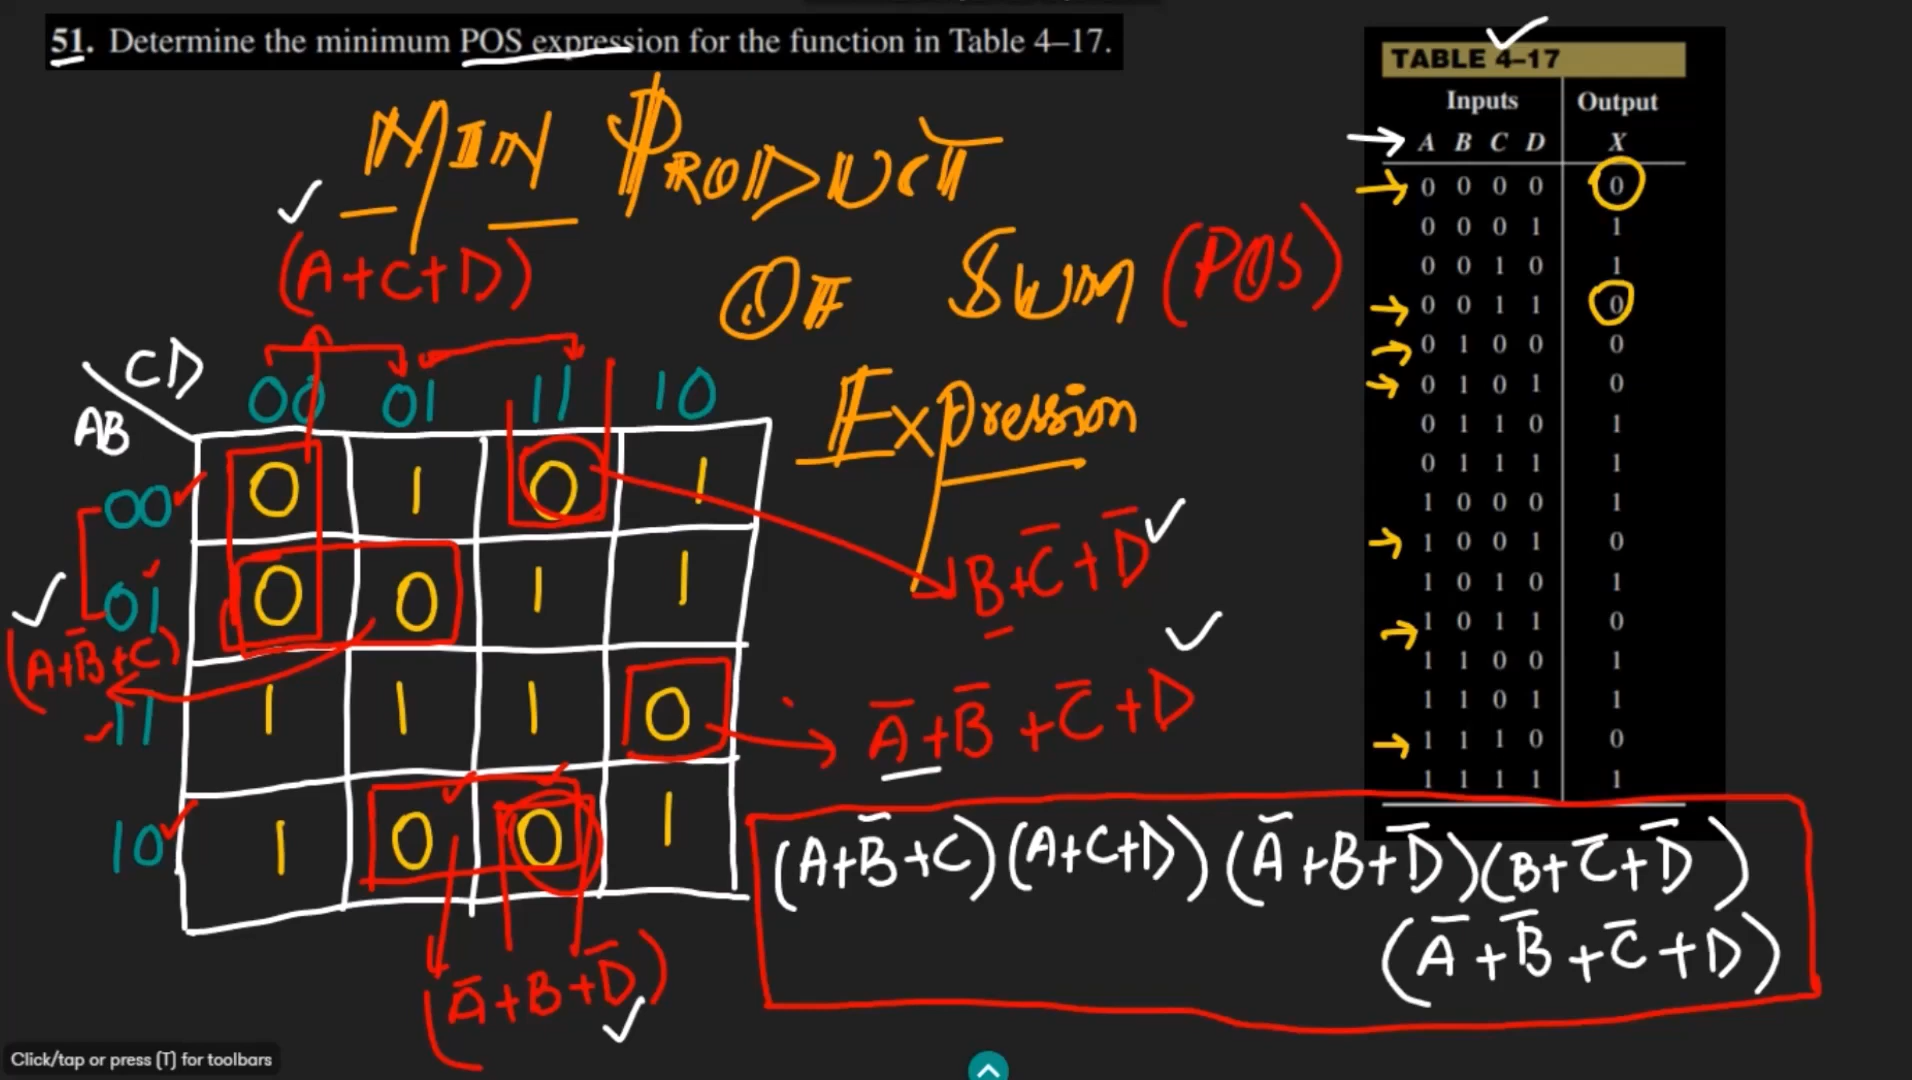 51. Determine the minimum POS expression for the function in Table 4–17.
MIN PRODUCT
OF SUM (POS)
Expression
(A+C+D)
CD
AB
00 01 11 10
00 0 1 0 1
01 0 0 1 1
11 1 1 1 0
10 1 0 0 1
(A+B̅+C)
B+C̅+D̅
A̅+B̅+C̅+D
(A̅+B+D̅)
TABLE 4–17
Inputs Output
A B C D X
0 0 0 0 0
0 0 0 1 1
0 0 1 0 1
0 0 1 1 0
0 1 0 0 0
0 1 0 1 0
0 1 1 0 1
0 1 1 1 1
1 0 0 0 1
1 0 0 1 0
1 0 1 0 1
1 0 1 1 0
1 1 0 0 1
1 1 0 1 1
1 1 1 0 0
1 1 1 1 1
(A+B̅+C)(A+C+D)(A̅+B+D̅)(B+C̅+D̅)
(A̅+B̅+C̅+D)
Click/tap or press (T) for toolbars